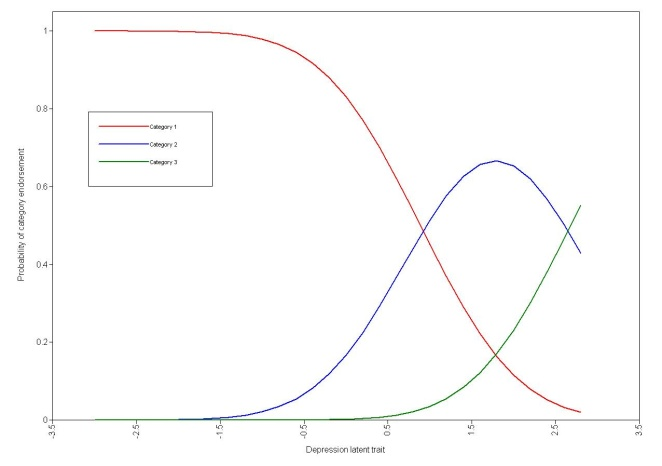 1
0.8
0.6
0.4
0.2
0
Probability of category endorsement
Category 1
Category 2
Category 3
-3.5
-2.5
-1.5
-0.5
0.5
1.5
2.5
3.5
Depression latent trait